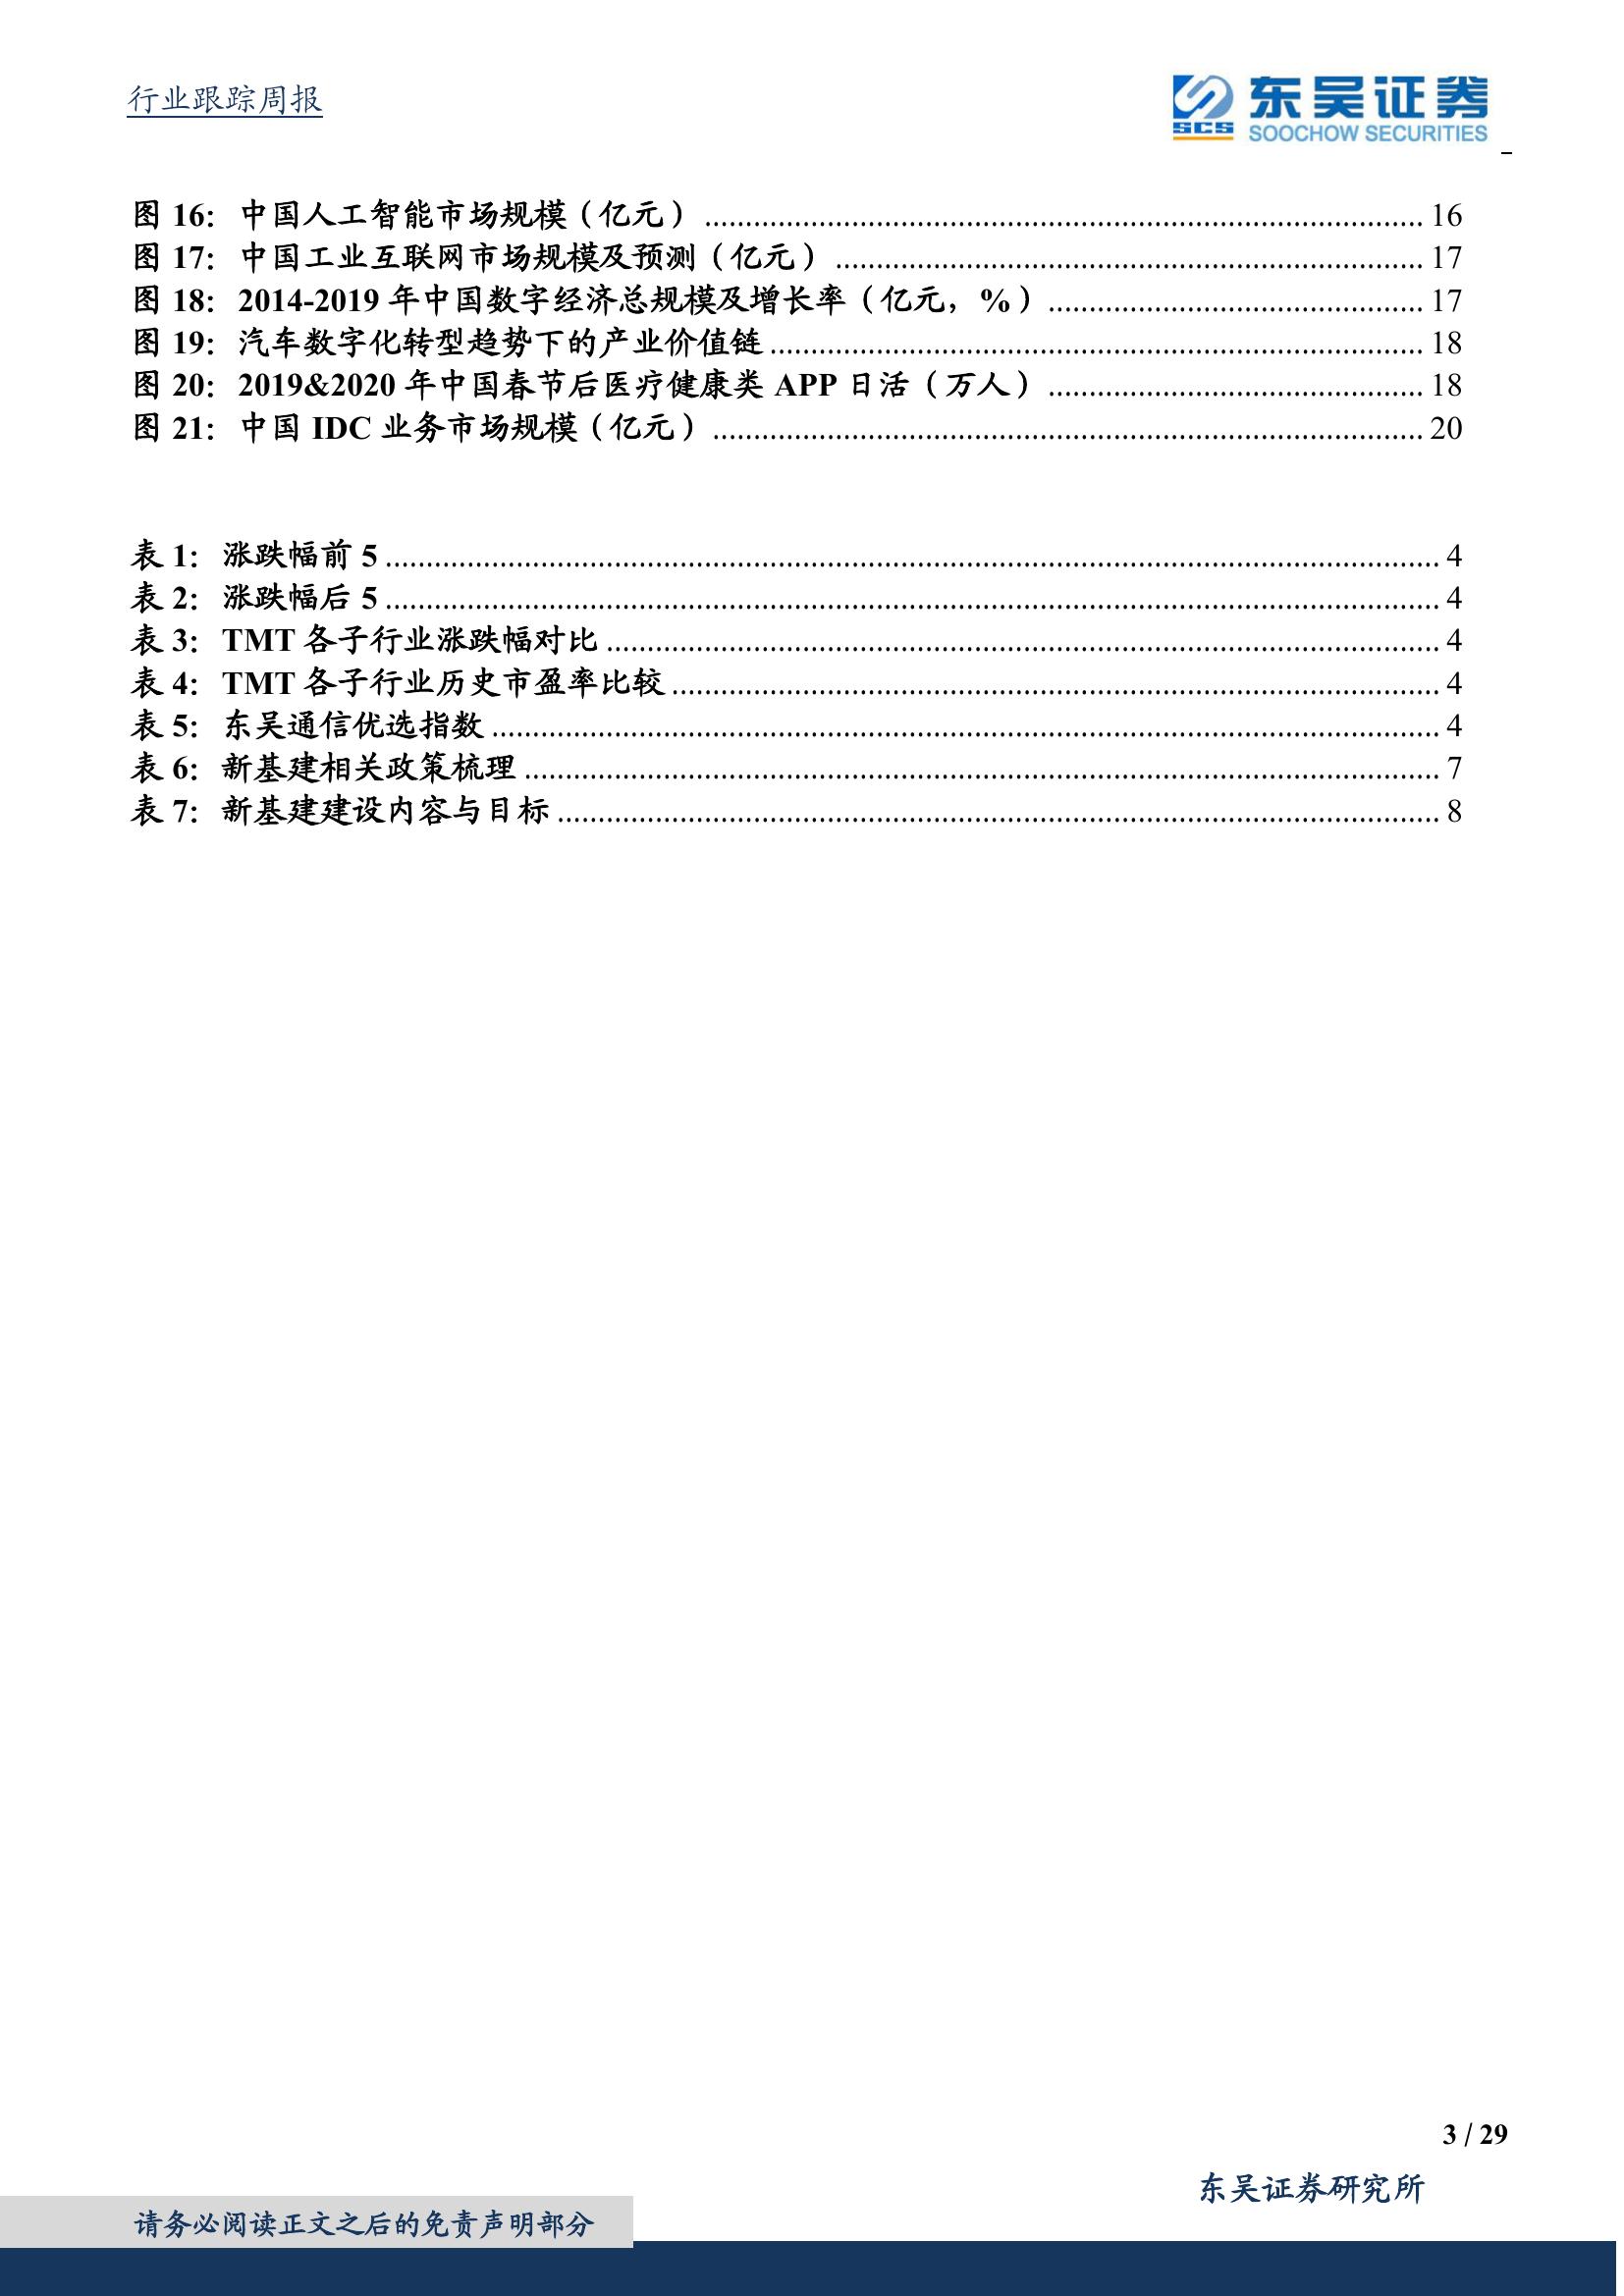 行业跟踪周报
SCS 东吴证券
SOOCHOW SECURITIES
图 16： 中国人工智能市场规模（亿元） ........ 16
图 17： 中国工业互联网市场规模及预测（亿元） ........ 17
图 18： 2014-2019 年中国数字经济总规模及增长率（亿元，%） ........ 17
图 19： 汽车数字化转型趋势下的产业价值链 ........ 18
图 20： 2019&2020 年中国春节后医疗健康类 APP 日活（万人） ........ 18
图 21： 中国 IDC 业务市场规模（亿元） ........ 20
表 1： 涨跌幅前 5 ........ 4
表 2： 涨跌幅后 5 ........ 4
表 3： TMT 各子行业涨跌幅对比 ........ 4
表 4： TMT 各子行业历史市盈率比较 ........ 4
表 5： 东吴通信优选指数 ........ 4
表 6： 新基建相关政策梳理 ........ 7
表 7： 新基建建设内容与目标 ........ 8
3 / 29
东吴证券研究所
请务必阅读正文之后的免责声明部分